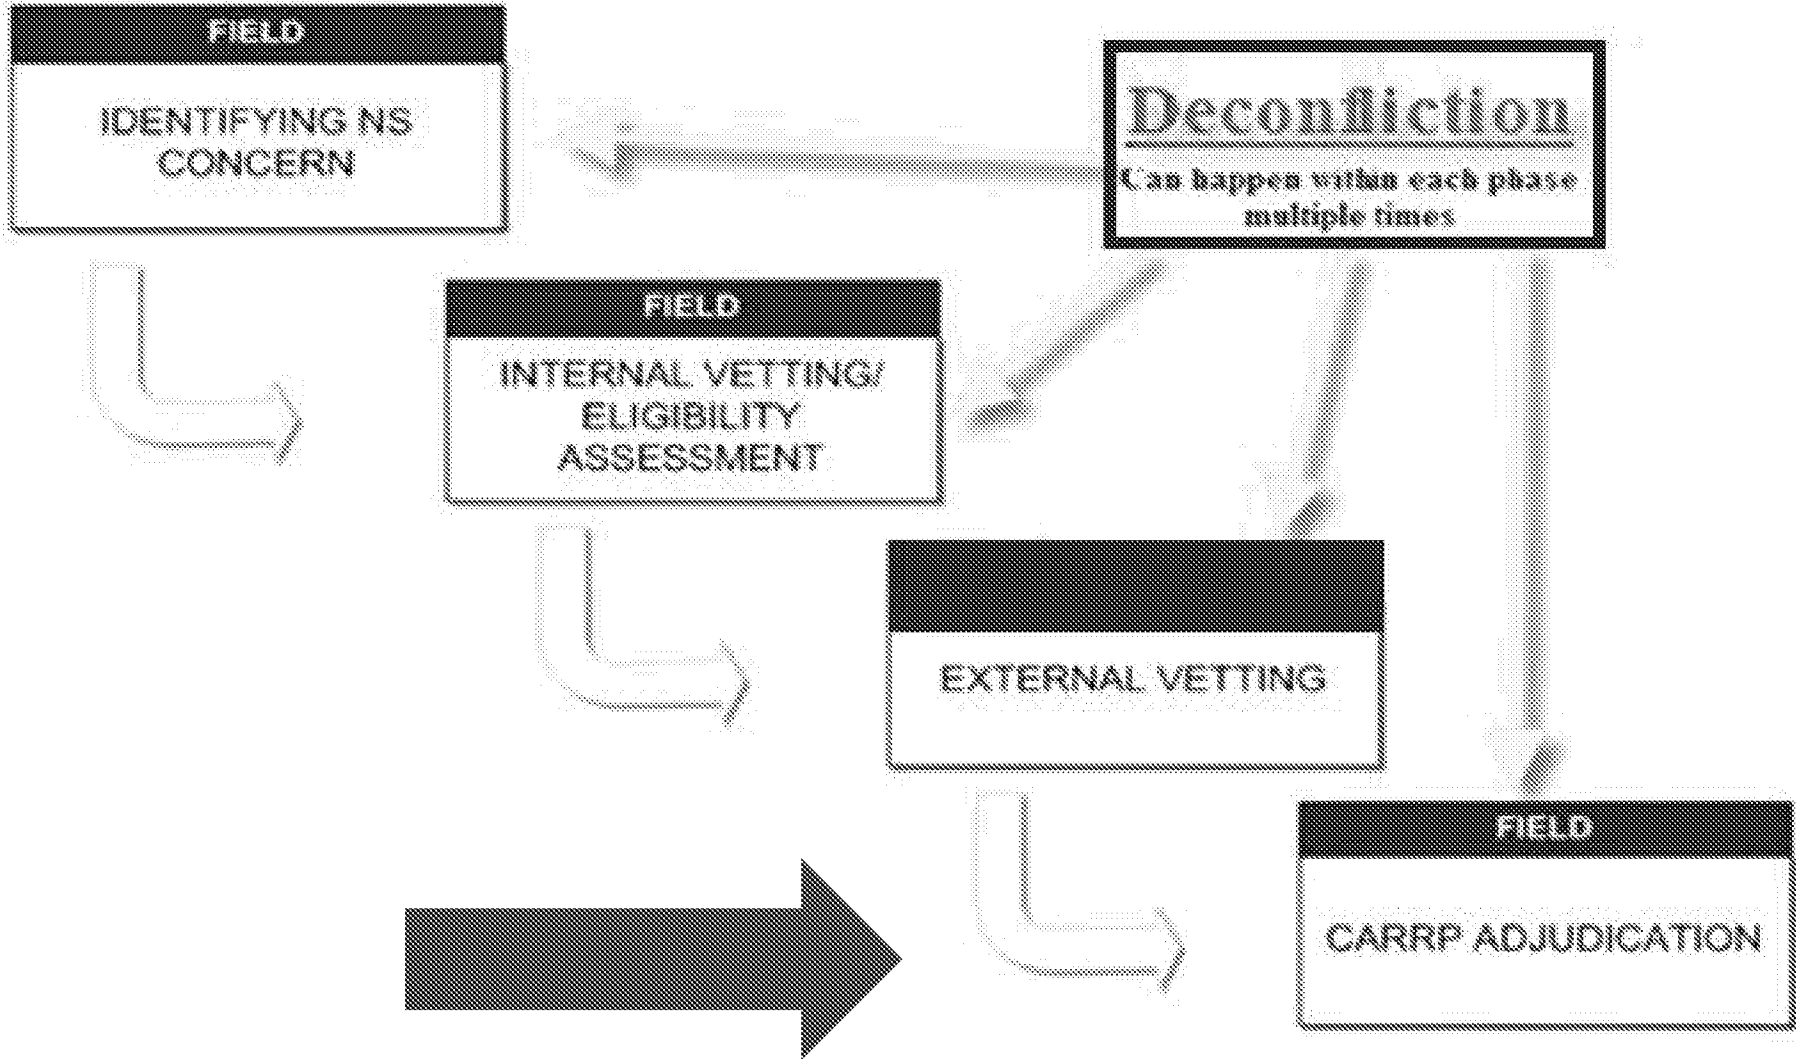 FIELD
IDENTIFYING NS
CONCERN
Deconfliction
Can happen within each phase
multiple times
FIELD
INTERNAL VETTING/
ELIGIBILITY
ASSESSMENT
EXTERNAL VETTING
FIELD
CARRP ADJUDICATION